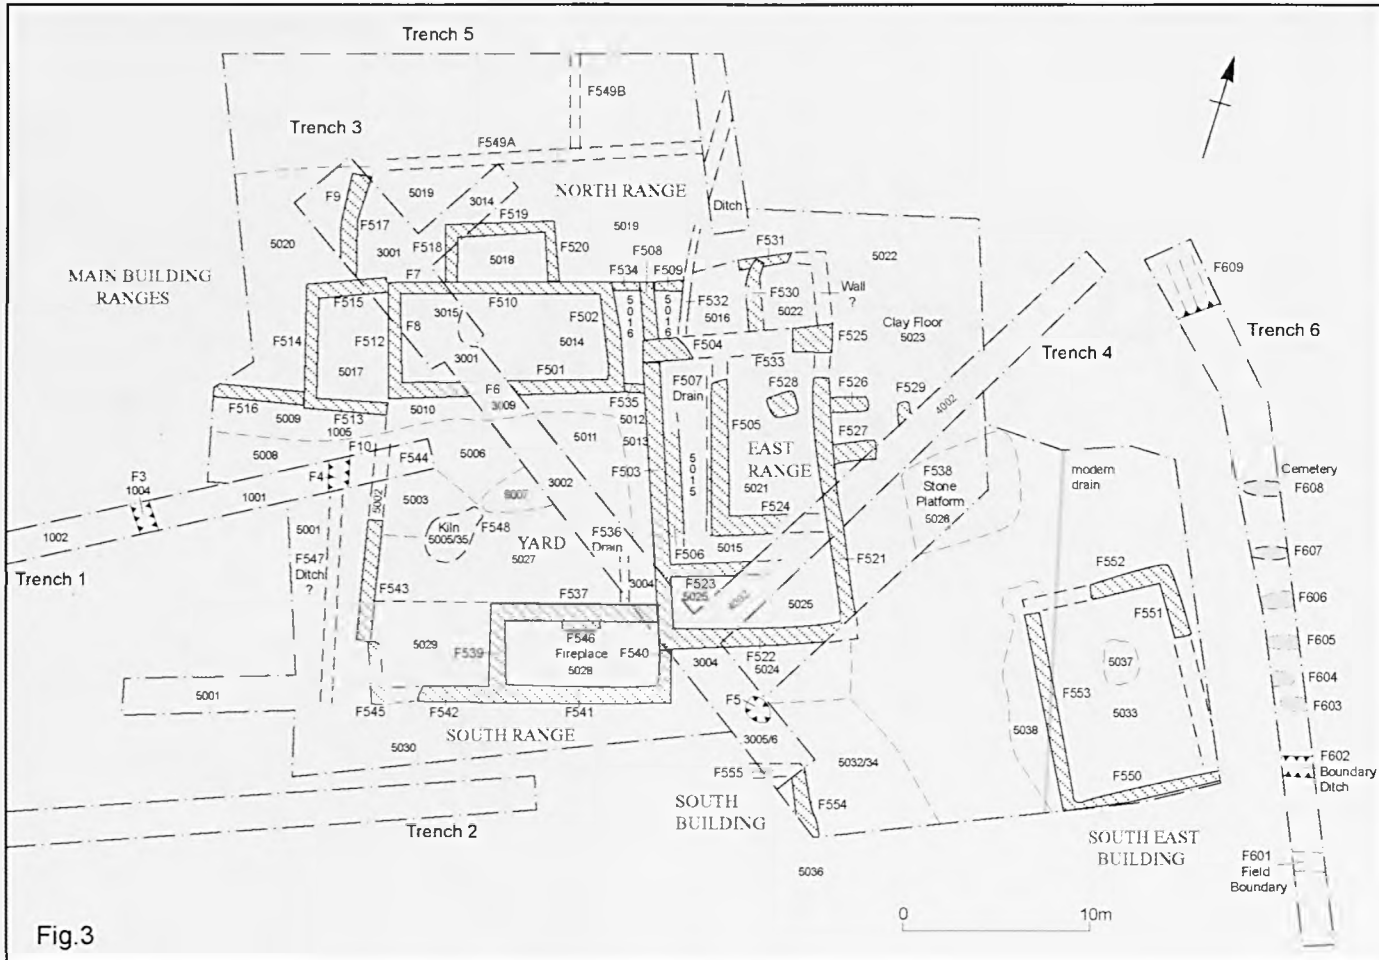 Trench 5
F549B
Trench 3
F549A
F9
5019
3014
NORTH RANGE
F519
F517
5019
Ditch
5020
3001
F518
F520
F508
F531
5022
F609
MAIN BUILDING
RANGES
5018
F534
F509
F7
F530
Wall
?
F515
F510
3015
F502
5016
5016
F532
5016
5022
Clay Floor
5023
Trench 6
F8
F514
F512
5014
F504
F525
Trench 4
F533
3001
F501
F507
Drain
F528
F526
F529
5017
F6
3009
F535
4002
F516
5009
F513
5010
5012
F505
F527
1005
5011
5013
EAST
RANGE
F10
5008
F544
5006
F503
5015
F538
Stone
Platform
5026
modern
drain
Cemetery
F608
F3
1004
F4
1001
5002
5003
5007
3002
5021
F524
1002
5001
Kiln
5005/35
F548
F536
Drain
YARD
5027
F506
5015
F521
F607
Trench 1
F547
Ditch
?
F552
F543
3004
F523
5025
4002
5025
F551
F606
F537
F546
Fireplace
5028
F605
5029
F539
F540
3004
F522
5024
5037
F604
5001
F553
F5
F603
F545
F542
F541
5033
SOUTH RANGE
3005/6
5038
5030
5032/34
F602
Boundary
Ditch
F555
F550
SOUTH
BUILDING
F554
Trench 2
SOUTH EAST
BUILDING
F601
Field
Boundary
5036
0
10m
Fig.3